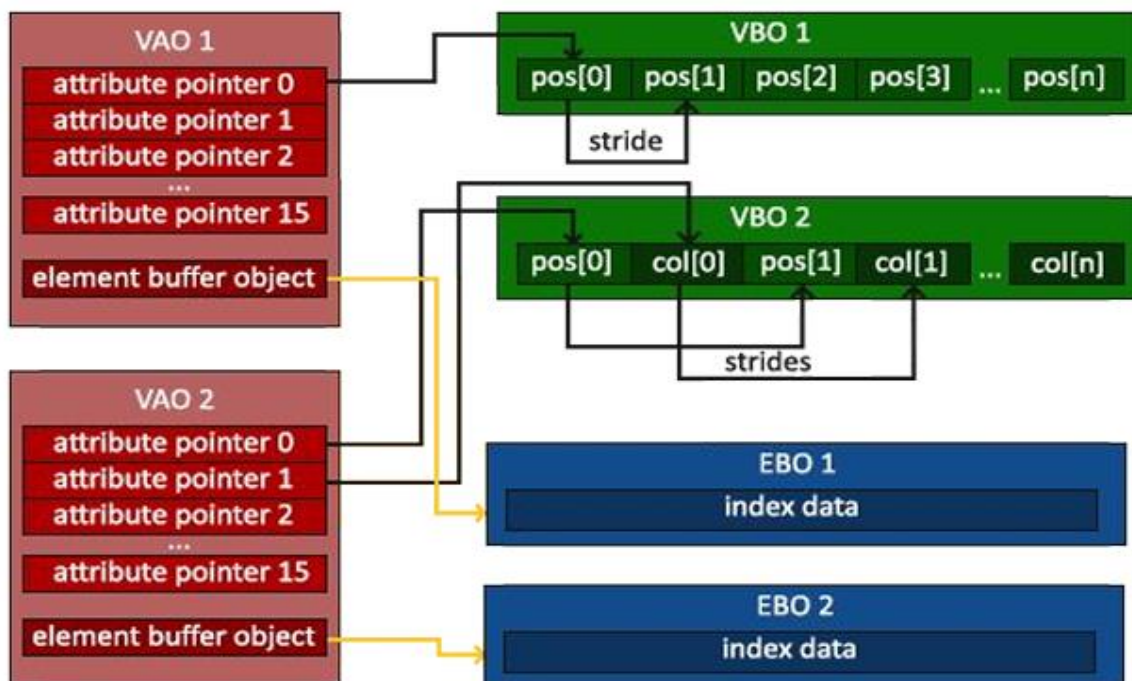 VAO 1
attribute pointer 0
attribute pointer 1
attribute pointer 2
...
attribute pointer 15
element buffer object
VBO 1
pos[0] pos[1] pos[2] pos[3] ... pos[n]
stride
VBO 2
pos[0] col[0] pos[1] col[1] ... col[n]
strides
VAO 2
attribute pointer 0
attribute pointer 1
attribute pointer 2
...
attribute pointer 15
element buffer object
EBO 1
index data
EBO 2
index data